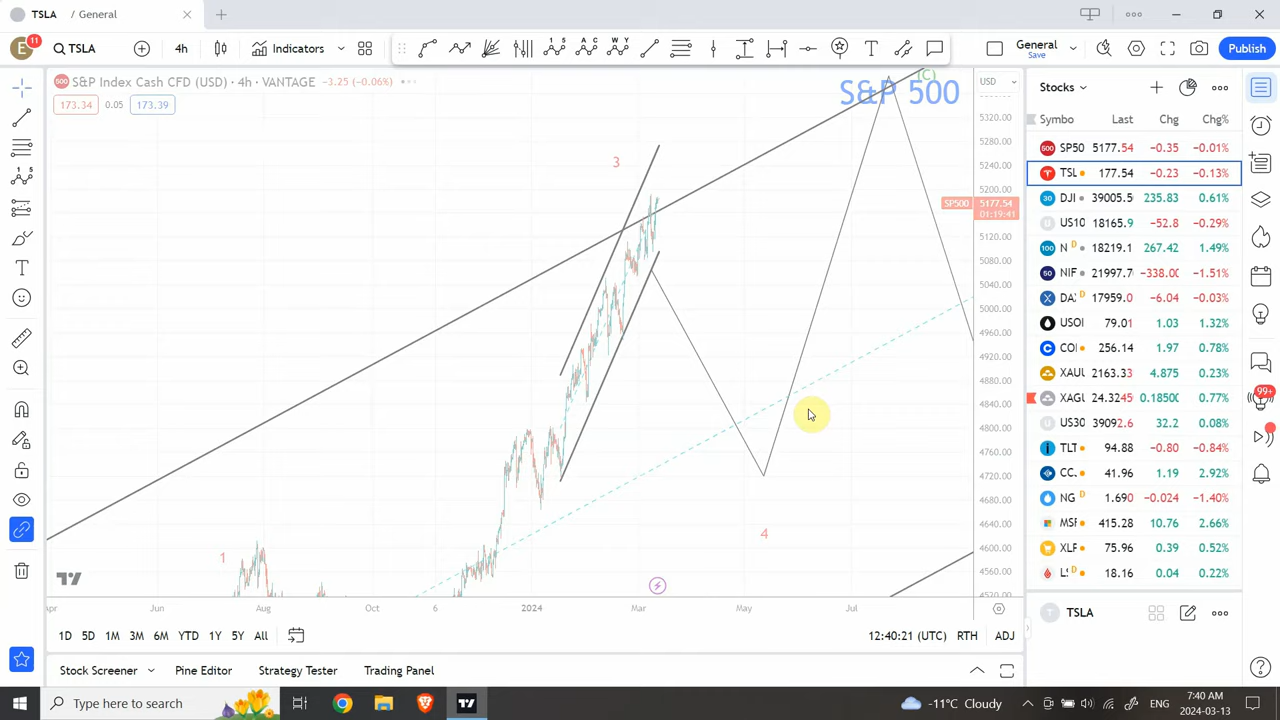 TSLA / General
E 11 TSLA 4h Indicators General Save Publish
S&P Index Cash CFD (USD) · 4h · VANTAGE −3.25 (−0.06%)
173.34 0.05 173.39
S&P 500
(C)
3
1
4
USD
5320.00
5280.00
5240.00
5200.00
SP500 5177.54
01:19:41
5120.00
5080.00
5040.00
5000.00
4960.00
4920.00
4880.00
4840.00
4800.00
4760.00
4720.00
4680.00
4640.00
4600.00
4560.00
4520.00
Apr Jun Aug Oct 6 2024 Mar May Jul
1D 5D 1M 3M 6M YTD 1Y 5Y All 12:40:21 (UTC) RTH ADJ
Stock Screener Pine Editor Strategy Tester Trading Panel
Stocks
Symbo Last Chg Chg%
SP50 5177.54 −0.35 −0.01%
TSL 177.54 −0.23 −0.13%
DJI 39005.5 235.83 0.61%
US10 18165.9 −52.8 −0.29%
N D 18219.1 267.42 1.49%
NIF 21997.7 −338.00 −1.51%
DA D 17959.0 −6.04 −0.03%
USOI 79.01 1.03 1.32%
COI 256.14 1.97 0.78%
XAU 2163.33 4.875 0.23%
XAG 24.3245 0.1850 0.77%
US30 39092.6 32.2 0.08%
TLT 94.88 −0.80 −0.84%
CC. 41.96 1.19 2.92%
NG D 1.690 −0.024 −1.40%
MSF 415.28 10.76 2.66%
XLF 75.96 0.39 0.52%
D 18.16 0.04 0.22%
TSLA
99+
Type here to search
-11°C Cloudy
7:40 AM
2024-03-13